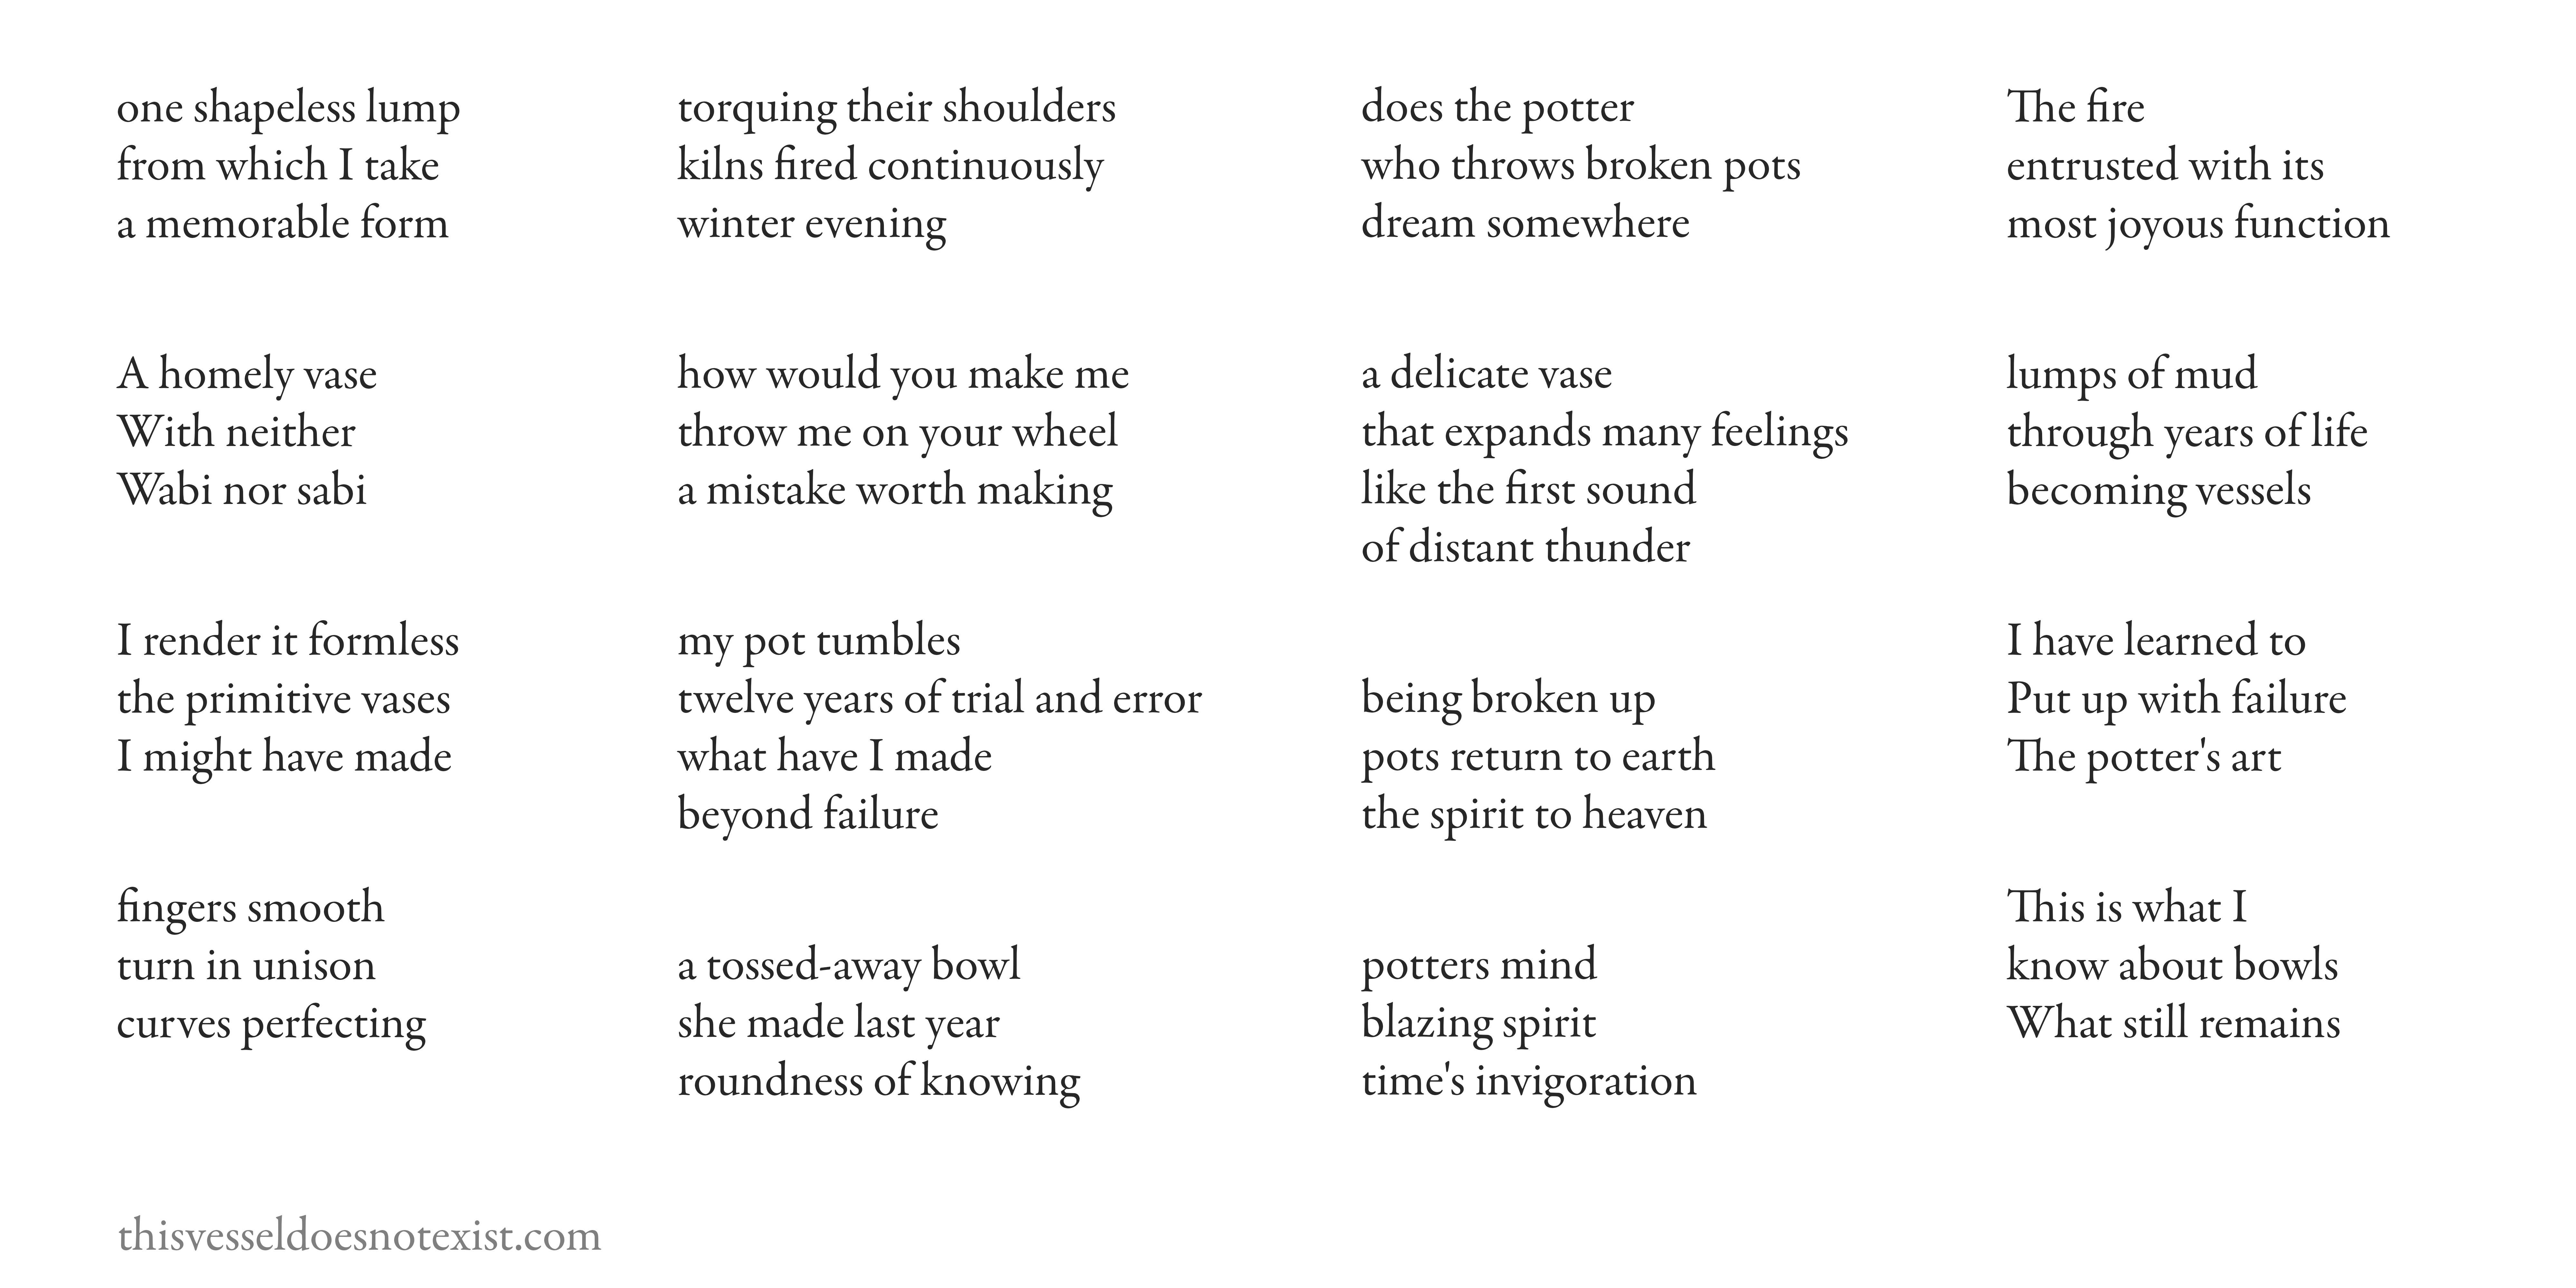 one shapeless lump
from which I take
a memorable form
A homely vase
With neither
Wabi nor sabi
I render it formless
the primitive vases
I might have made
fingers smooth
turn in unison
curves perfecting
torquing their shoulders
kilns fired continuously
winter evening
how would you make me
throw me on your wheel
a mistake worth making
my pot tumbles
twelve years of trial and error
what have I made
beyond failure
a tossed-away bowl
she made last year
roundness of knowing
does the potter
who throws broken pots
dream somewhere
a delicate vase
that expands many feelings
like the first sound
of distant thunder
being broken up
pots return to earth
the spirit to heaven
potters mind
blazing spirit
time's invigoration
The fire
entrusted with its
most joyous function
lumps of mud
through years of life
becoming vessels
I have learned to
Put up with failure
The potter's art
This is what I
know about bowls
What still remains
thisvesseldoesnotexist.com